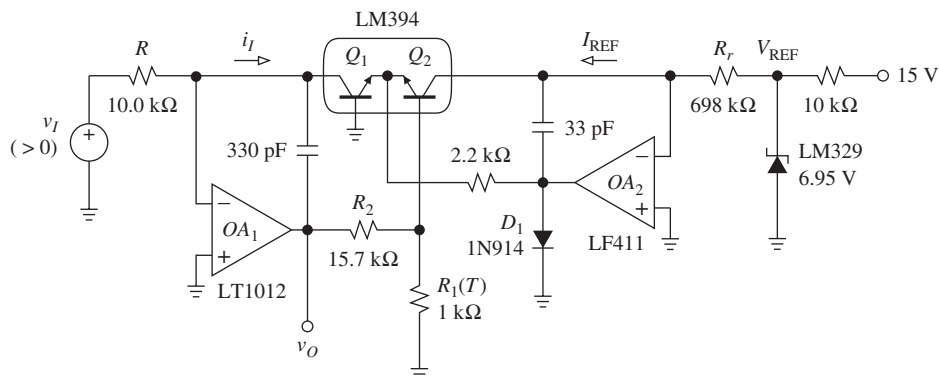 LM394
R
i_I
Q_1
Q_2
I_REF
R_r
V_REF
15 V
10.0 kΩ
698 kΩ
10 kΩ
v_I
( > 0)
+
330 pF
33 pF
2.2 kΩ
−
OA_2
+
LM329
6.95 V
−
OA_1
+
R_2
D_1
1N914
LF411
15.7 kΩ
LT1012
R_1(T)
1 kΩ
v_O